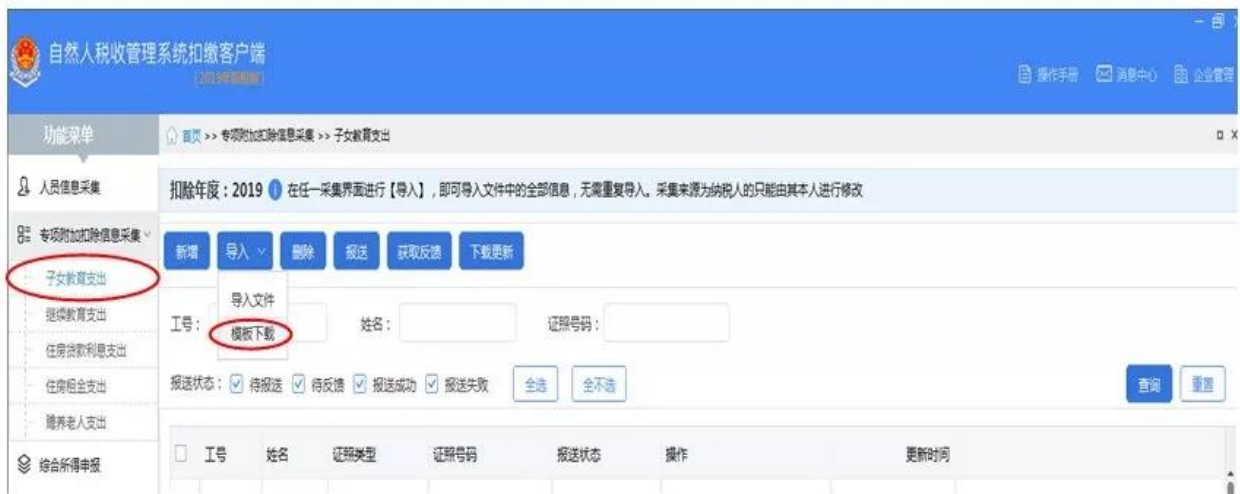 自然人税收管理系统扣缴客户端
操作手册 消息中心 企业管理
功能菜单
首页 >> 专项附加扣除信息采集 >> 子女教育支出
人员信息采集
扣除年度：2019 在任一采集界面进行【导入】，即可导入文件中的全部信息，无需重复导入。采集来源为纳税人的只能由其本人进行修改
专项附加扣除信息采集
新增 导入 删除 报送 获取反馈 下载更新
子女教育支出
导入文件
继续教育支出
工号： 姓名： 证照号码：
模板下载
住房贷款利息支出
住房租金支出
报送状态： 待报送 待反馈 报送成功 报送失败 全选 全不选 查询 重置
赡养老人支出
综合所得申报
工号 姓名 证照类型 证照号码 报送状态 操作 更新时间